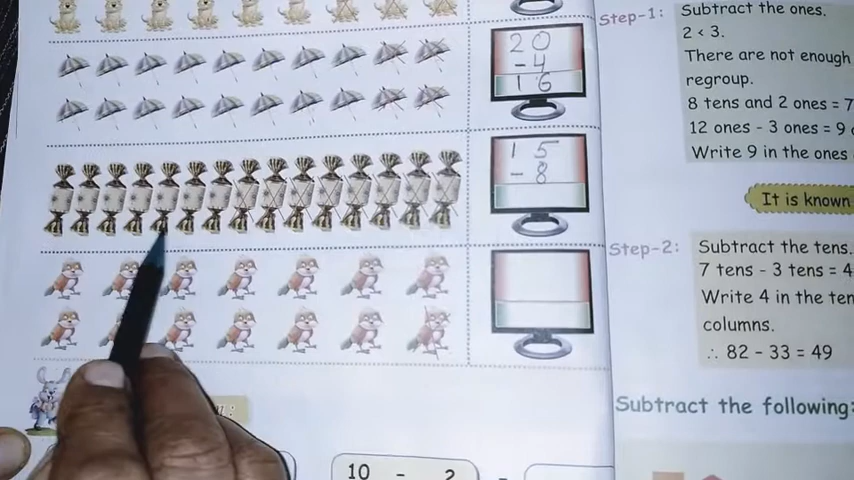 20
-4
16
15
-8
10 - 2 -
Step-1: Subtract the ones.
2 < 3.
There are not enough
regroup.
8 tens and 2 ones = 7
12 ones - 3 ones = 9
Write 9 in the ones
It is known
Step-2: Subtract the tens.
7 tens - 3 tens = 4
Write 4 in the ten
columns.
∴ 82 - 33 = 49
Subtract the following: